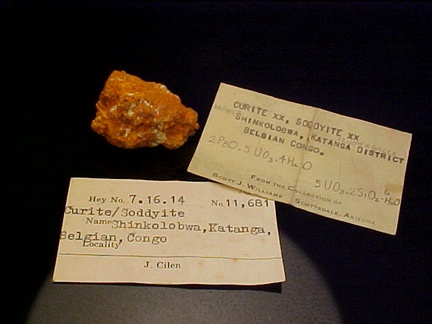 CURITE XX, SODDYITE XX
SHINKOLOBWA, KATANGA DISTRICT
BELGIAN CONGO.
2PBO.5UO3.4H2O
5UO3.2SiO2.6H2O
FROM THE COLLECTION OF
SCOTT J. WILLIAMS SCOTTSDALE, ARIZONA
Hey No. 7.16.14 No. 11,681
Curite/Soddyite
Name Shinkolowba, Katanga,
Belgian, Congo
Locality
J. Cilen